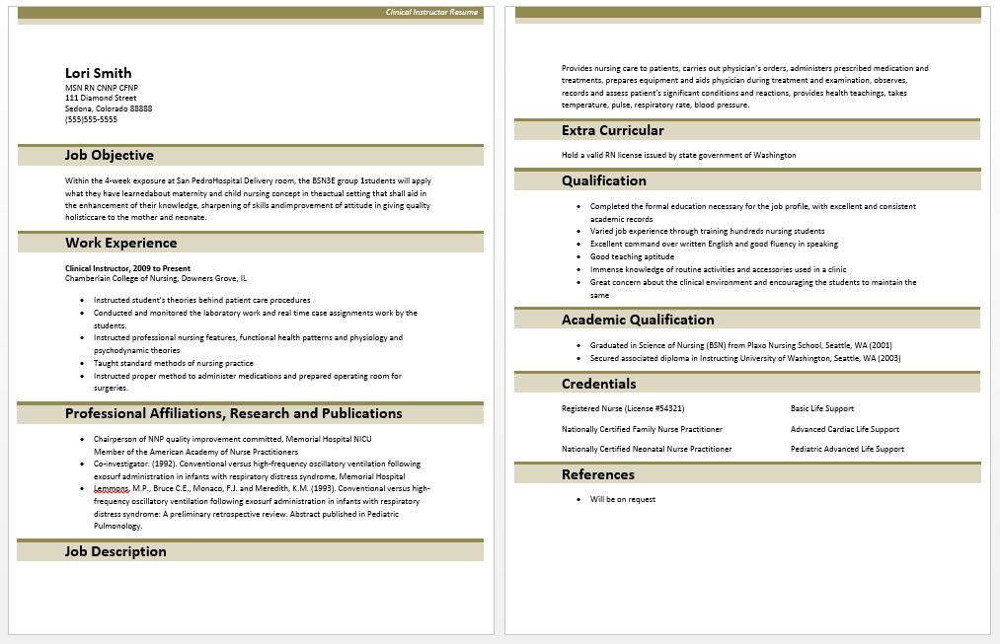 Clinical Instructor Resume
Lori Smith
MSN RN CNNP CFNP
111 Diamond Street
Sedona, Colorado 88888
(555)555-5555
Job Objective
Within the 4-week exposure at San PedroHospital Delivery room, the BSN3E group 1students will apply
what they have learnedabout maternity and child nursing concept in theactual setting that shall aid in
the enhancement of their knowledge, sharpening of skills andimprovement of attitude in giving quality
holisticcare to the mother and neonate.
Work Experience
Clinical Instructor, 2009 to Present
Chamberlain College of Nursing, Downers Grove, IL
• Instructed student's theories behind patient care procedures
• Conducted and monitored the laboratory work and real time case assignments work by the
students.
• Instructed professional nursing features, functional health patterns and physiology and
psychodynamic theories
• Taught standard methods of nursing practice
• Instructed proper method to administer medications and prepared operating room for
surgeries.
Professional Affiliations, Research and Publications
• Chairperson of NNP quality improvement committed, Memorial Hospital NICU
Member of the American Academy of Nurse Practitioners
• Co-investigator. (1992). Conventional versus high-frequency oscillatory ventilation following
exosurf administration in infants with respiratory distress syndrome, Memorial Hospital
• Lemmons, M.P., Bruce C.E., Monaco, F.J. and Meredith, K.M. (1993). Conventional versus high-
frequency oscillatory ventilation following exosurf administration in infants with respiratory
distress syndrome: A preliminary retrospective review. Abstract published in Pediatric
Pulmonology.
Job Description
Provides nursing care to patients, carries out physician's orders, administers prescribed medication and
treatments, prepares equipment and aids physician during treatment and examination, observes,
records and assess patient's significant conditions and reactions, provides health teachings, takes
temperature, pulse, respiratory rate, blood pressure.
Extra Curricular
Hold a valid RN license issued by state government of Washington
Qualification
• Completed the formal education necessary for the job profile, with excellent and consistent
academic records
• Varied job experience through training hundreds nursing students
• Excellent command over written English and good fluency in speaking
• Good teaching aptitude
• Immense knowledge of routine activities and accessories used in a clinic
• Great concern about the clinical environment and encouraging the students to maintain the
same
Academic Qualification
• Graduated in Science of Nursing (BSN) from Plaxo Nursing School, Seattle, WA (2001)
• Secured associated diploma in Instructing University of Washington, Seattle, WA (2003)
Credentials
Registered Nurse (License #54321) Basic Life Support
Nationally Certified Family Nurse Practitioner Advanced Cardiac Life Support
Nationally Certified Neonatal Nurse Practitioner Pediatric Advanced Life Support
References
• Will be on request